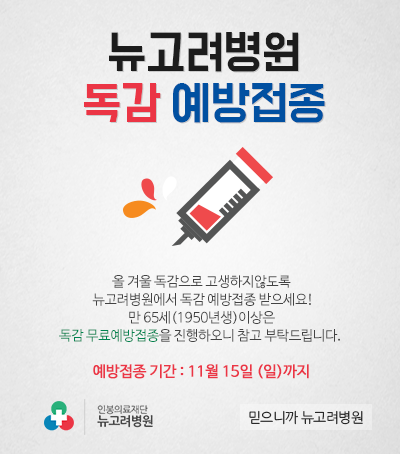 뉴고려병원
독감 예방접종
올 겨울 독감으로 고생하지않도록
뉴고려병원에서 독감 예방접종 받으세요!
만 65세(1950년생)이상은
독감 무료예방접종을 진행하오니 참고 부탁드립니다.
예방접종 기간 : 11월 15일 (일)까지
인봉의료재단
뉴고려병원
믿으니까 뉴고려병원